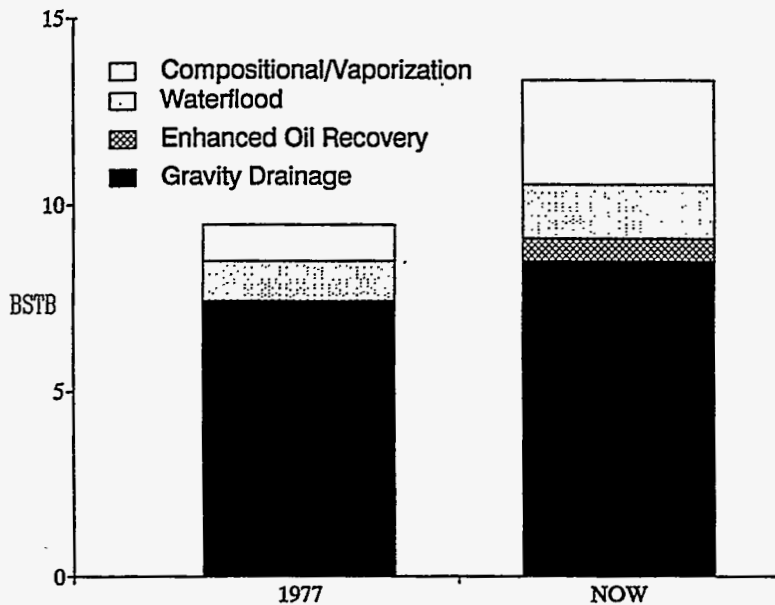 15
Compositional/Vaporization
Waterflood
Enhanced Oil Recovery
Gravity Drainage
10
BSTB
5
0
1977
NOW